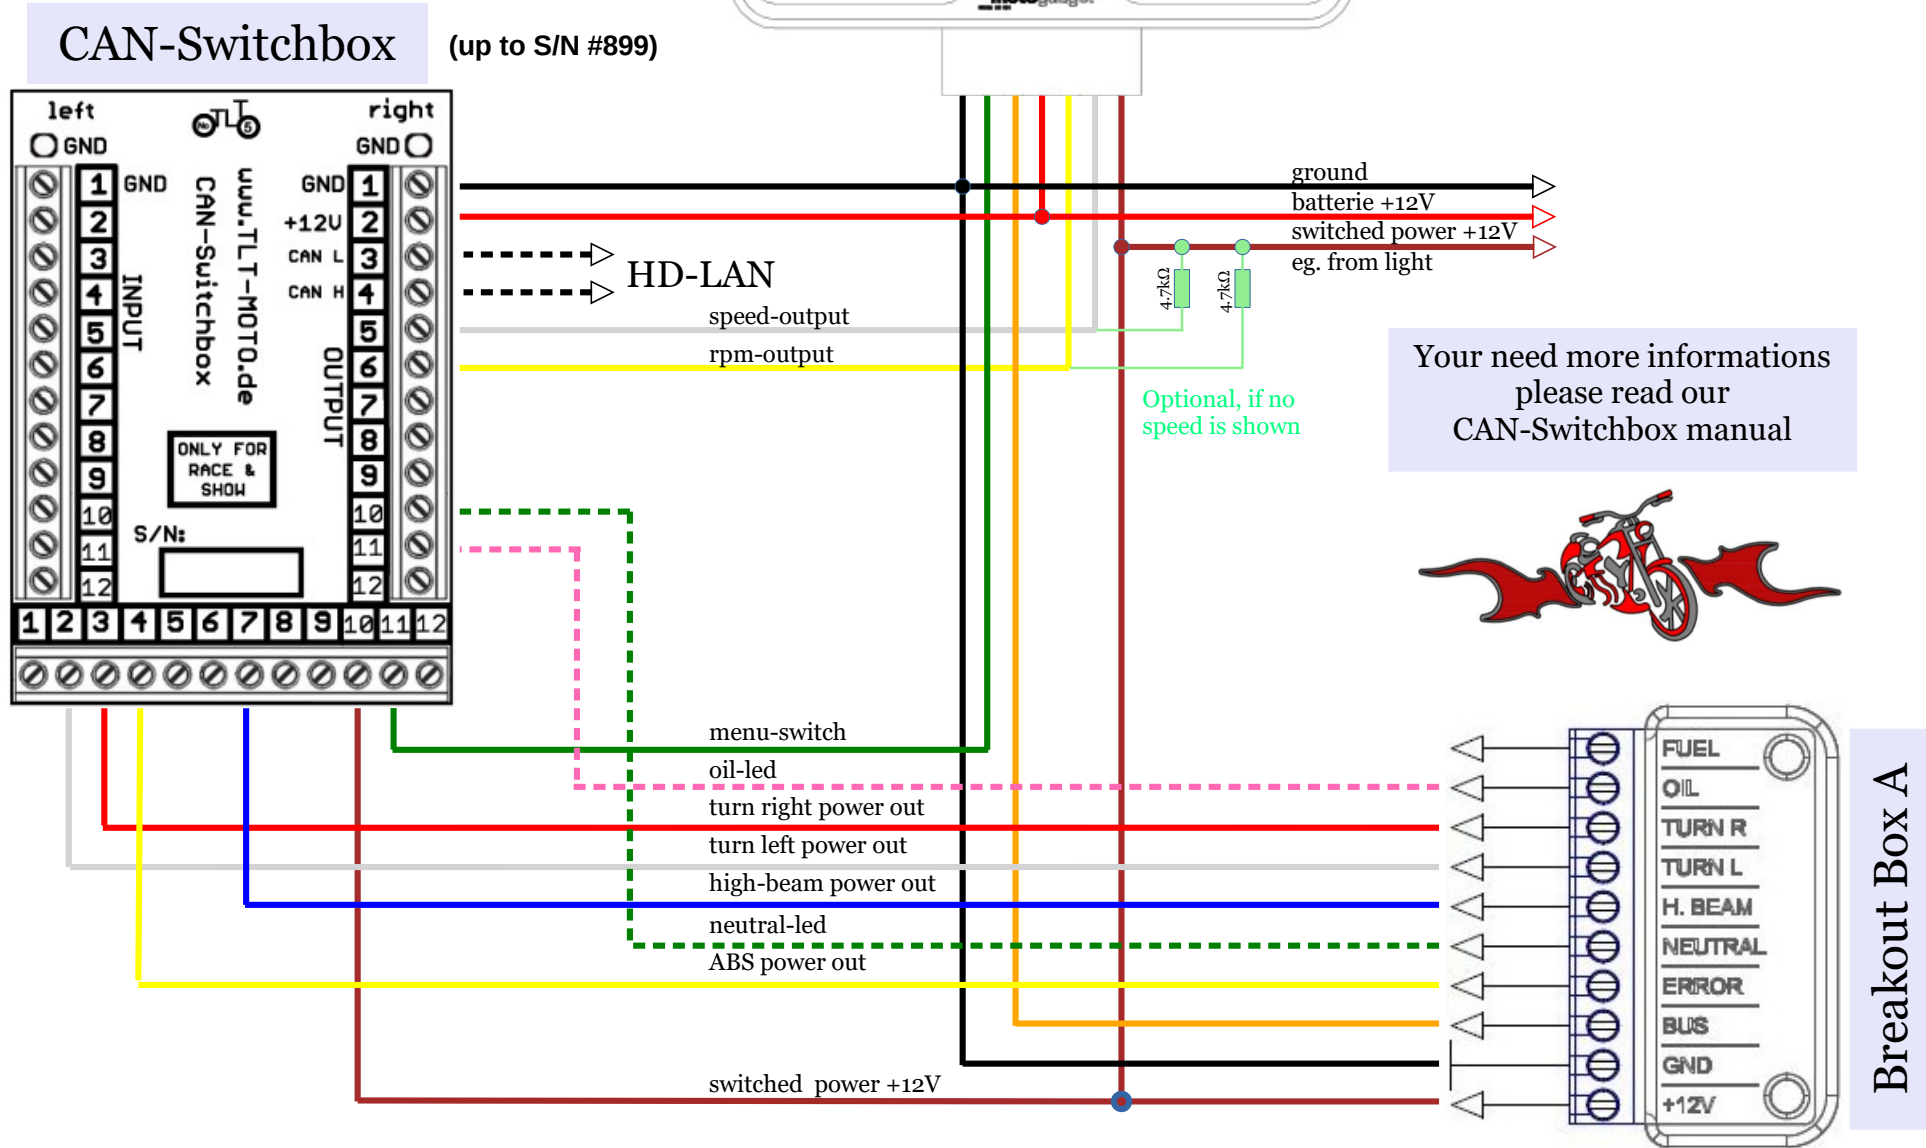 CAN-Switchbox
(up to S/N #899)
motogadget
left
right
GND
GND
TLT
No
5
1 GND
2
3
4
5
6
7
8
9
10
11
12
INPUT
CAN-Switchbox
www.TLT-MOTO.de
GND 1
+12V 2
CAN L 3
CAN H 4
5
6
7
8
9
10
11
12
OUTPUT
ONLY FOR
RACE &
SHOW
S/N:
1 2 3 4 5 6 7 8 9 10 11 12
ground
batterie +12V
switched power +12V
eg. from light
HD-LAN
speed-output
rpm-output
4.7kΩ
4.7kΩ
Optional, if no
speed is shown
Your need more informations
please read our
CAN-Switchbox manual
menu-switch
oil-led
turn right power out
turn left power out
high-beam power out
neutral-led
ABS power out
switched power +12V
FUEL
OIL
TURN R
TURN L
H. BEAM
NEUTRAL
ERROR
BUS
GND
+12V
Breakout Box A